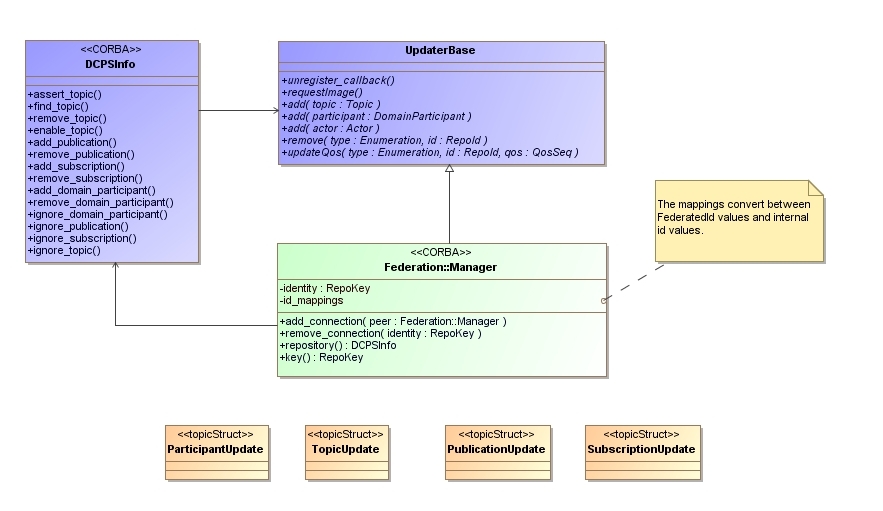 <<CORBA>>
DCPSInfo
+assert_topic()
+find_topic()
+remove_topic()
+enable_topic()
+add_publication()
+remove_publication()
+add_subscription()
+remove_subscription()
+add_domain_participant()
+remove_domain_participant()
+ignore_domain_participant()
+ignore_publication()
+ignore_subscription()
+ignore_topic()
UpdaterBase
+unregister_callback()
+requestImage()
+add( topic : Topic )
+add( participant : DomainParticipant )
+add( actor : Actor )
+remove( type : Enumeration, id : RepoId )
+updateQos( type : Enumeration, id : RepoId, qos : QosSeq )
The mappings convert between
FederatedId values and internal
id values.
<<CORBA>>
Federation::Manager
-identity : RepoKey
-id_mappings
+add_connection( peer : Federation::Manager )
+remove_connection( identity : RepoKey )
+repository() : DCPSInfo
+key() : RepoKey
<<topicStruct>>
ParticipantUpdate
<<topicStruct>>
TopicUpdate
<<topicStruct>>
PublicationUpdate
<<topicStruct>>
SubscriptionUpdate